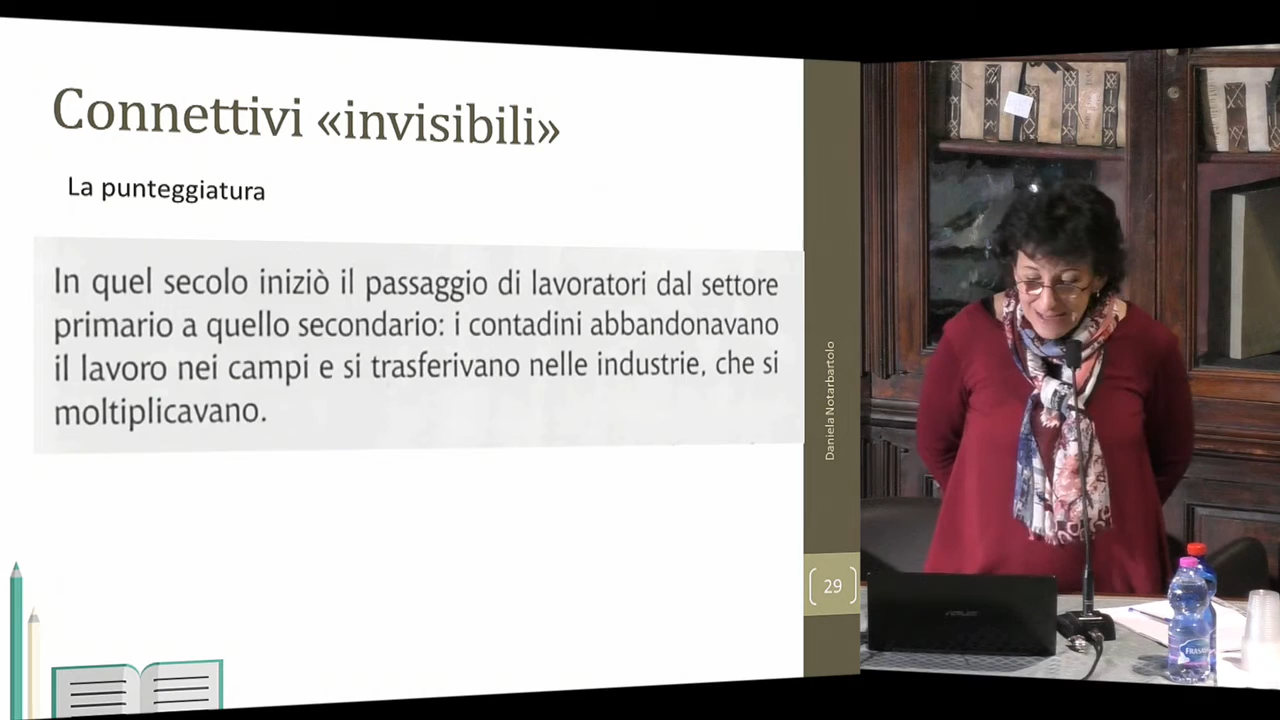 Connettivi «invisibili»
La punteggiatura
In quel secolo iniziò il passaggio di lavoratori dal settore
primario a quello secondario: i contadini abbandonavano
il lavoro nei campi e si trasferivano nelle industrie, che si
moltiplicavano.
Daniela Notarbartolo
29
ASUS